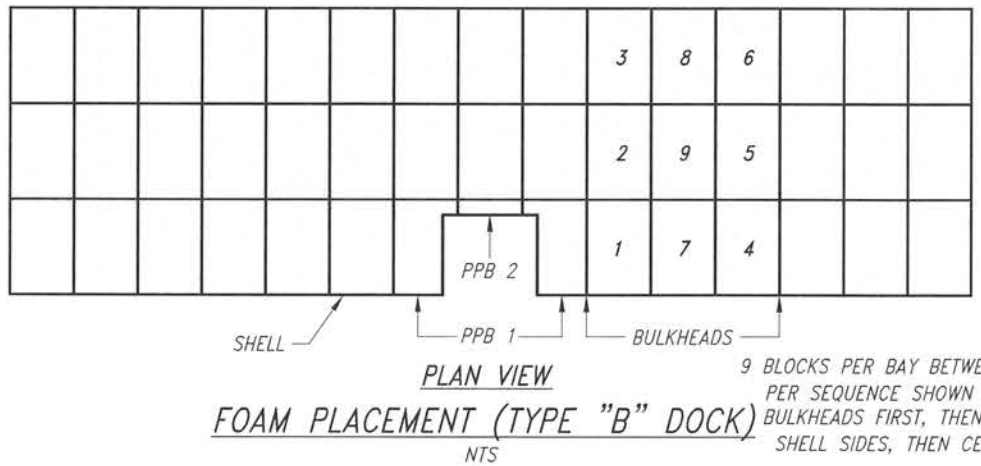 3 8 6
2 9 5
1 7 4
PPB 2
SHELL
PPB 1
BULKHEADS
PLAN VIEW
FOAM PLACEMENT (TYPE "B" DOCK)
NTS
9 BLOCKS PER BAY
PER SEQUENCE SHOWN
BULKHEADS FIRST, THEN
SHELL SIDES, THEN